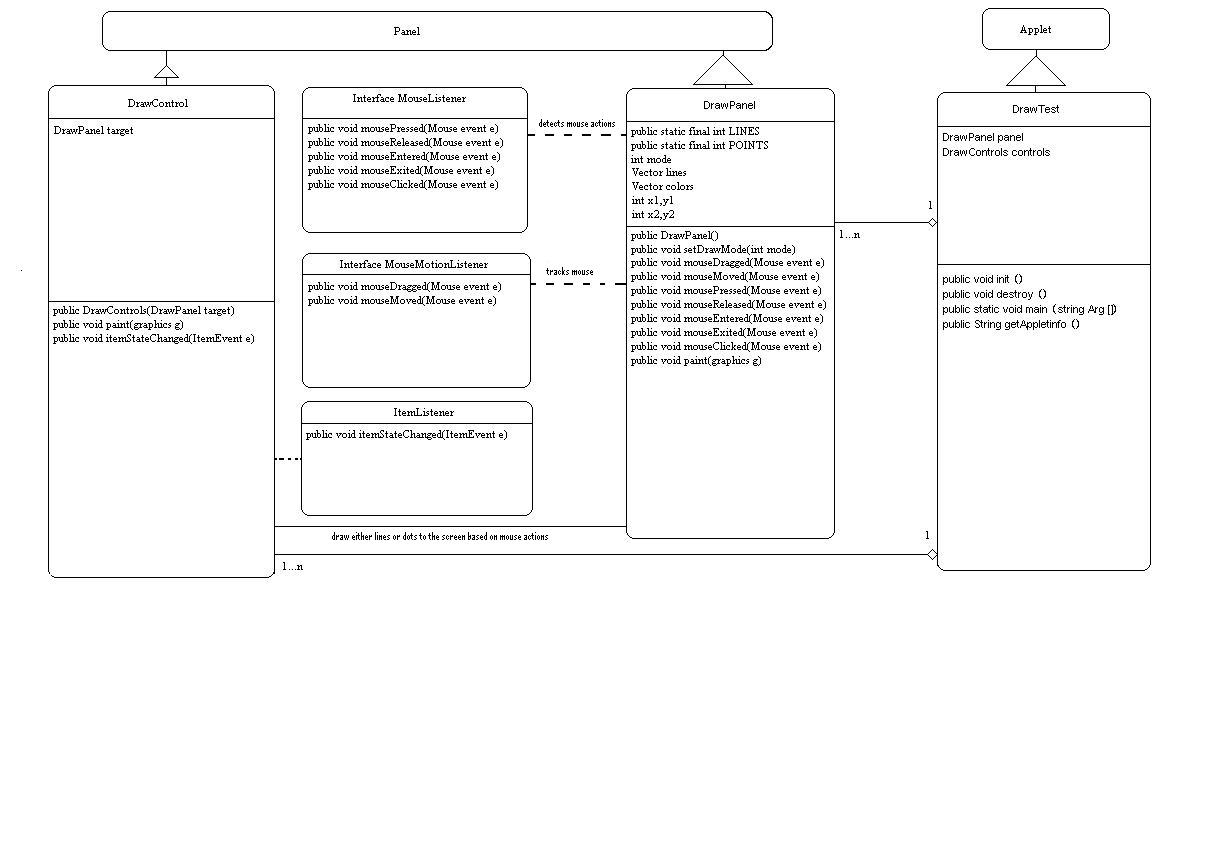 Panel
Applet
DrawControl
DrawPanel target
public DrawControls(DrawPanel target)
public void paint(graphics g)
public void itemStateChanged(ItemEvent e)
Interface MouseListener
public void mousePressed(Mouse event e)
public void mouseReleased(Mouse event e)
public void mouseEntered(Mouse event e)
public void mouseExited(Mouse event e)
public void mouseClicked(Mouse event e)
detects mouse actions
Interface MouseMotionListener
public void mouseDragged(Mouse event e)
public void mouseMoved(Mouse event e)
tracks mouse
ItemListener
public void itemStateChanged(ItemEvent e)
draw either lines or dots to the screen based on mouse actions
1...n
DrawPanel
public static final int LINES
public static final int POINTS
int mode
Vector lines
Vector colors
int x1,y1
int x2,y2
public DrawPanel()
public void setDrawMode(int mode)
public void mouseDragged(Mouse event e)
public void mouseMoved(Mouse event e)
public void mousePressed(Mouse event e)
public void mouseReleased(Mouse event e)
public void mouseEntered(Mouse event e)
public void mouseExited(Mouse event e)
public void mouseClicked(Mouse event e)
public void paint(graphics g)
1
1...n
1
DrawTest
DrawPanel panel
DrawControls controls
public void init ()
public void destroy ()
public static void main (string Arg [])
public String getAppletinfo ()